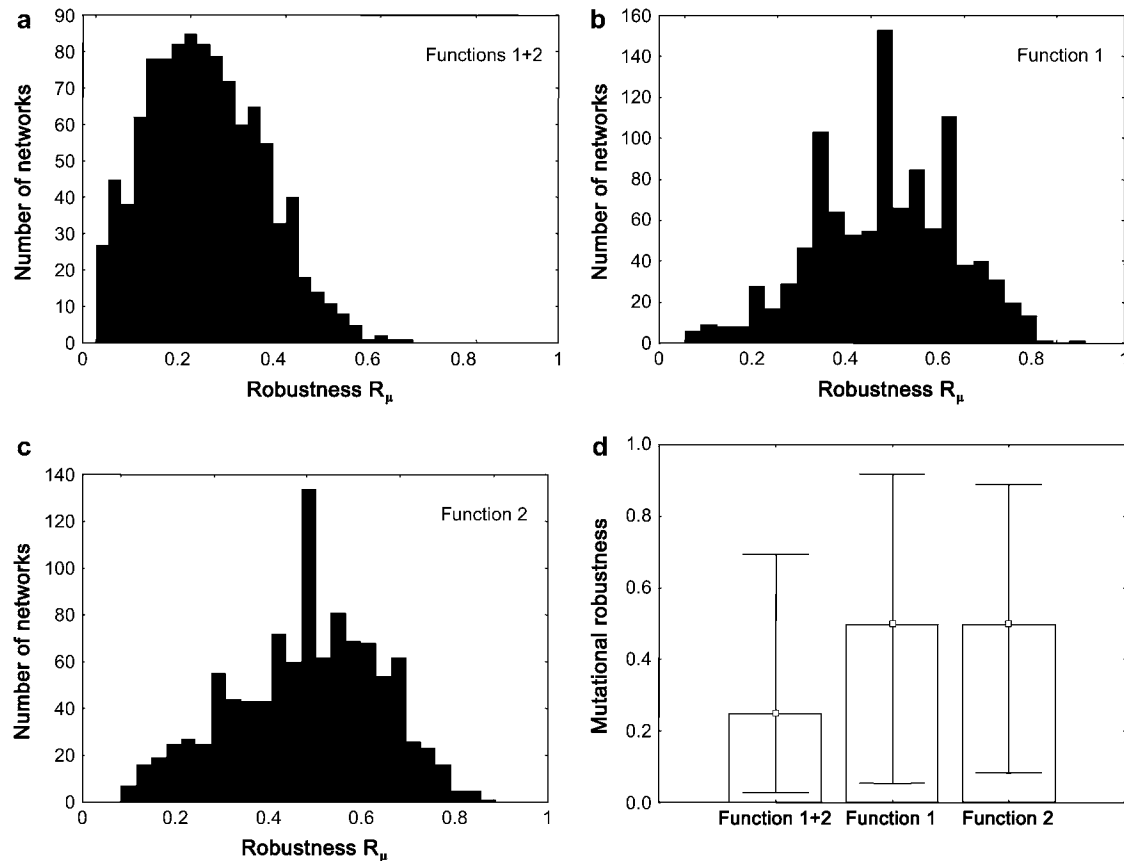 a
90
80
70
60
50
40
30
20
10
0
Number of networks
Functions 1+2
0 0.2 0.4 0.6 0.8 1
Robustness Rμ
b
160
140
120
100
80
60
40
20
0
Number of networks
Function 1
0 0.2 0.4 0.6 0.8 1
Robustness Rμ
c
140
120
100
80
60
40
20
0
Number of networks
Function 2
0 0.2 0.4 0.6 0.8 1
Robustness Rμ
d
1.0
0.8
0.6
0.4
0.2
0.0
Mutational robustness
Function 1+2 Function 1 Function 2